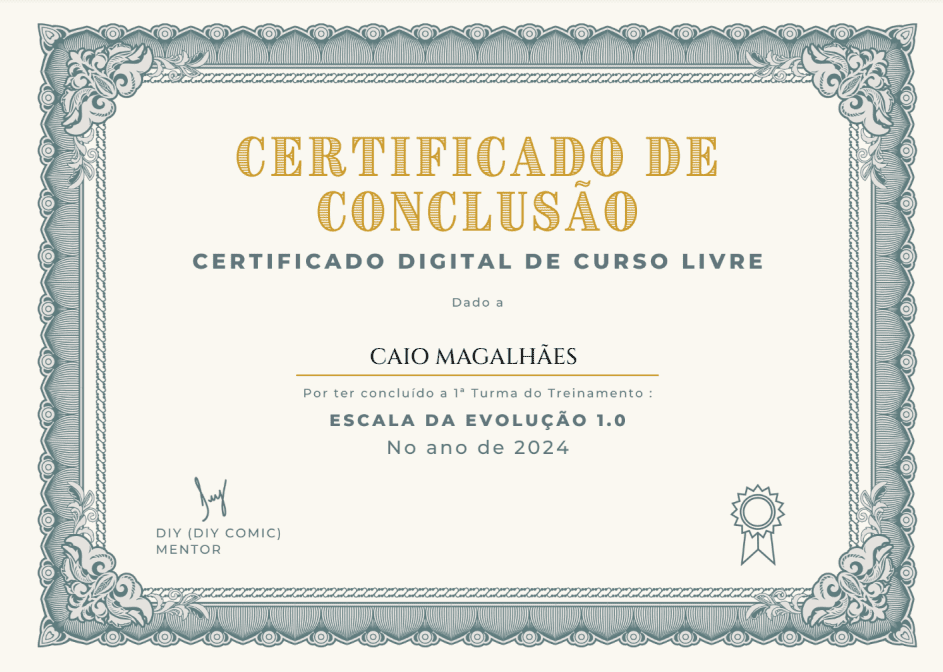 CERTIFICADO DE
CONCLUSÃO
CERTIFICADO DIGITAL DE CURSO LIVRE
Dado a
CAIO MAGALHÃES
Por ter concluído a 1ª Turma do Treinamento :
ESCALA DA EVOLUÇÃO 1.0
No ano de 2024
DIY (DIY COMIC)
MENTOR